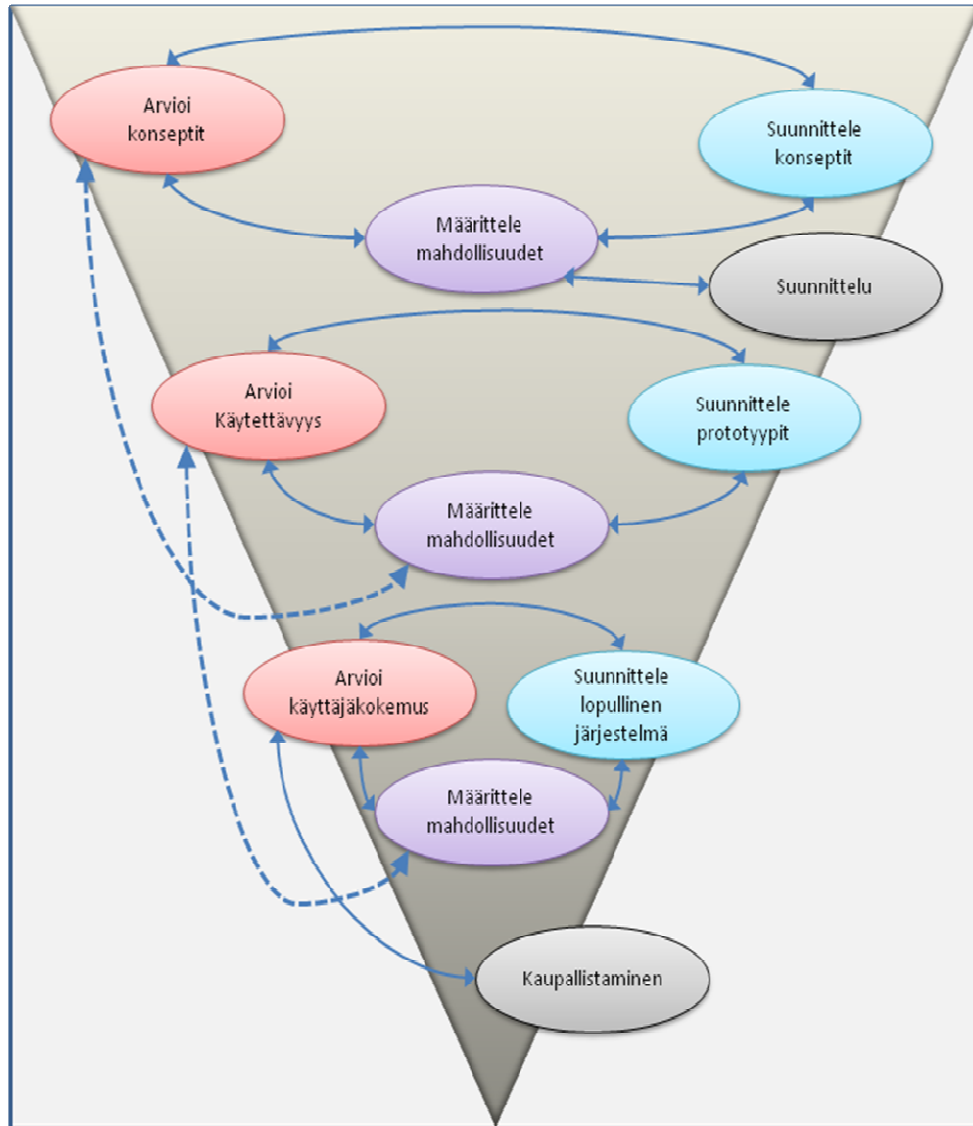 Arvioi
konseptit
Suunnittele
konseptit
Määrittele
mahdollisuudet
Suunnittelu
Arvioi
Käytettävyys
Suunnittele
prototyypit
Määrittele
mahdollisuudet
Arvioi
käyttäjäkokemus
Suunnittele
lopullinen
järjestelmä
Määrittele
mahdollisuudet
Kaupallistaminen